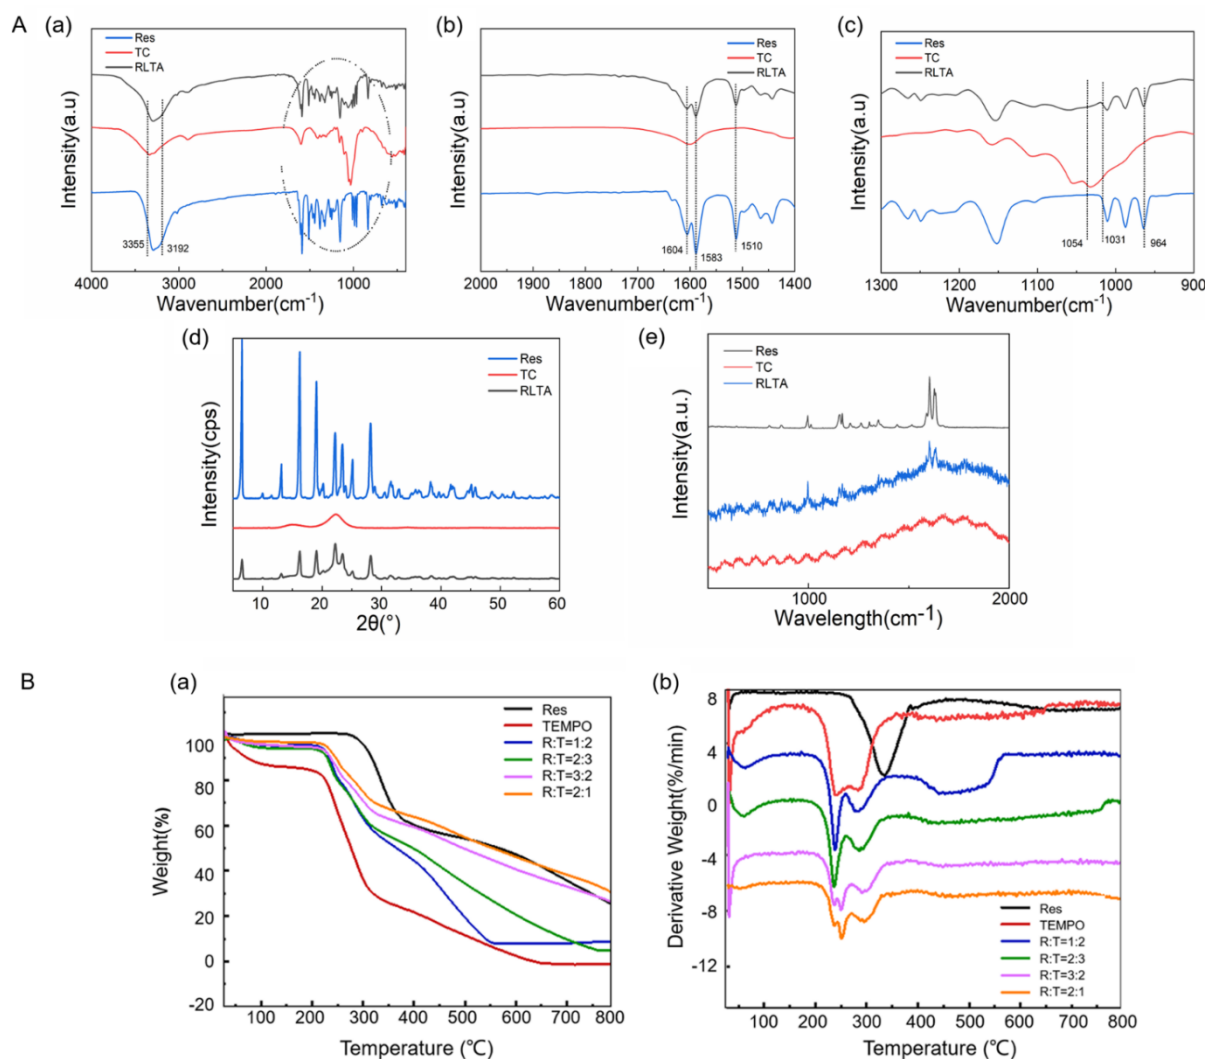 A
(a)
Res
TC
RLTA
Intensity(a.u)
3355
3192
4000
3000
2000
1000
Wavenumber(cm⁻¹)
(b)
Res
TC
RLTA
Intensity(a.u)
1604
1583
1510
2000
1900
1800
1700
1600
1500
1400
Wavenumber(cm⁻¹)
(c)
Res
TC
RLTA
Intensity(a.u)
1054
1031
964
1300
1200
1100
1000
900
Wavenumber(cm⁻¹)
(d)
Res
TC
RLTA
Intensity(cps)
10
20
30
40
50
60
2θ(°)
(e)
Res
TC
RLTA
Intensity(a.u.)
1000
2000
Wavelength(cm⁻¹)
B
(a)
Res
TEMPO
R:T=1:2
R:T=2:3
R:T=3:2
R:T=2:1
Weight(%)
100
80
60
40
20
0
-20
100
200
300
400
500
600
700
800
Temperature (℃)
(b)
Derivative Weight(%/min)
8
4
0
-4
-8
-12
Res
TEMPO
R:T=1:2
R:T=2:3
R:T=3:2
R:T=2:1
100
200
300
400
500
600
700
800
Temperature (℃)